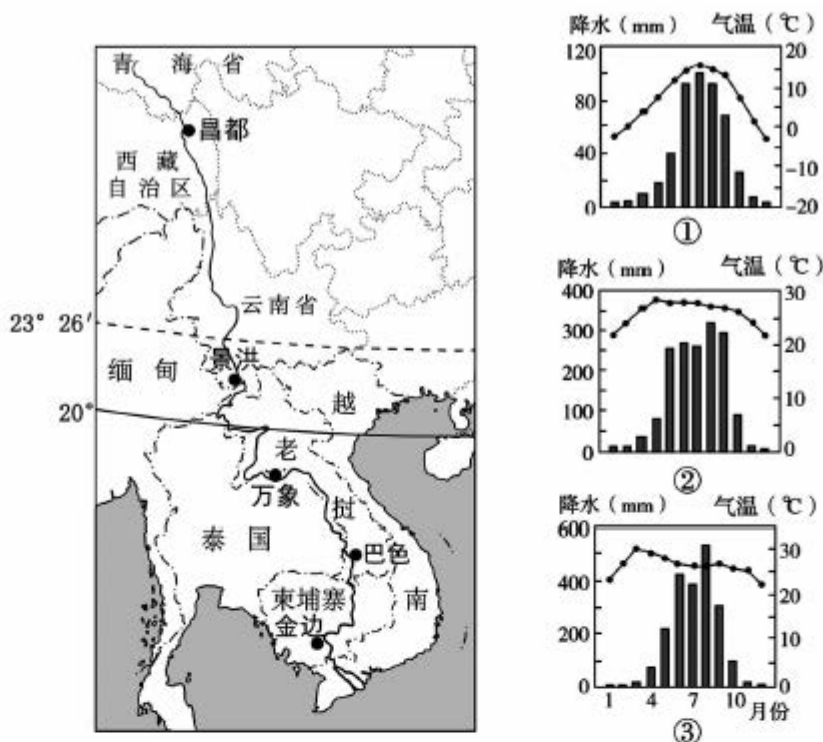 青海省
昌都
西藏
自治区
云南省
23°26′
景洪
缅甸
越
20°
老
万象
挝
泰国
巴色
柬埔寨
南
金边
降水（mm） 气温（℃）
120 20
80 10
0
40 −10
0 −20
①
降水（mm） 气温（℃）
400 30
300 20
200
100 10
0 0
②
降水（mm） 气温（℃）
600
30
400 20
200 10
0 0
1 4 7 10 月份
③